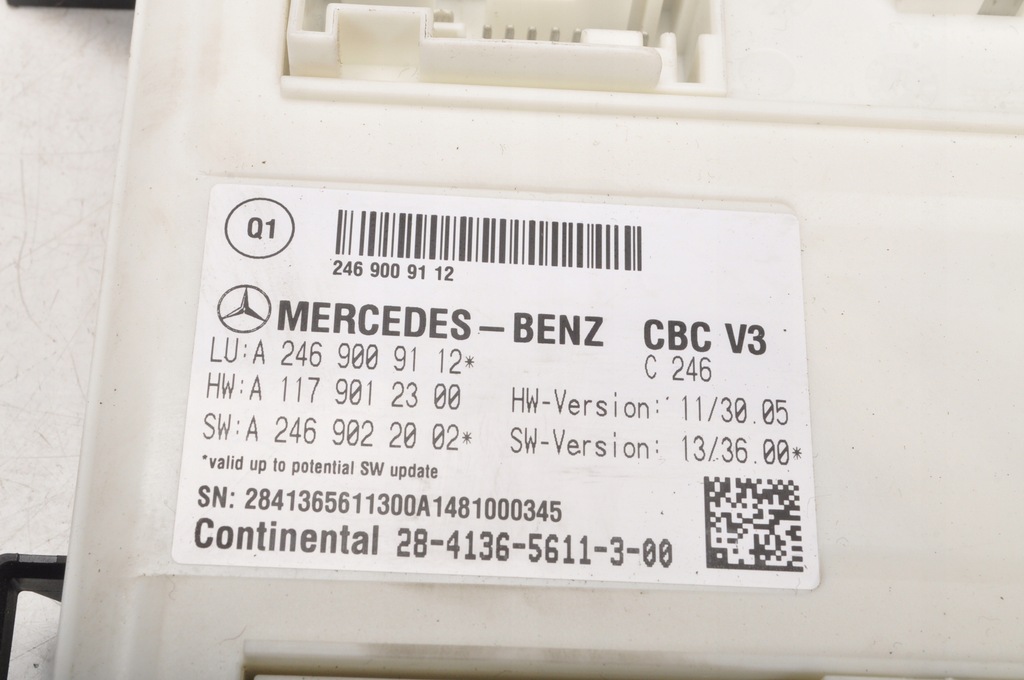 Q1
246 900 91 12
MERCEDES-BENZ CBC V3
LU:A 246 900 91 12* C 246
HW:A 117 901 23 00 HW-Version: 11/30.05
SW:A 246 902 20 02* SW-Version: 13/36.00*
*valid up to potential SW update
SN: 2841365611300A1481000345
Continental 28-4136-5611-3-00